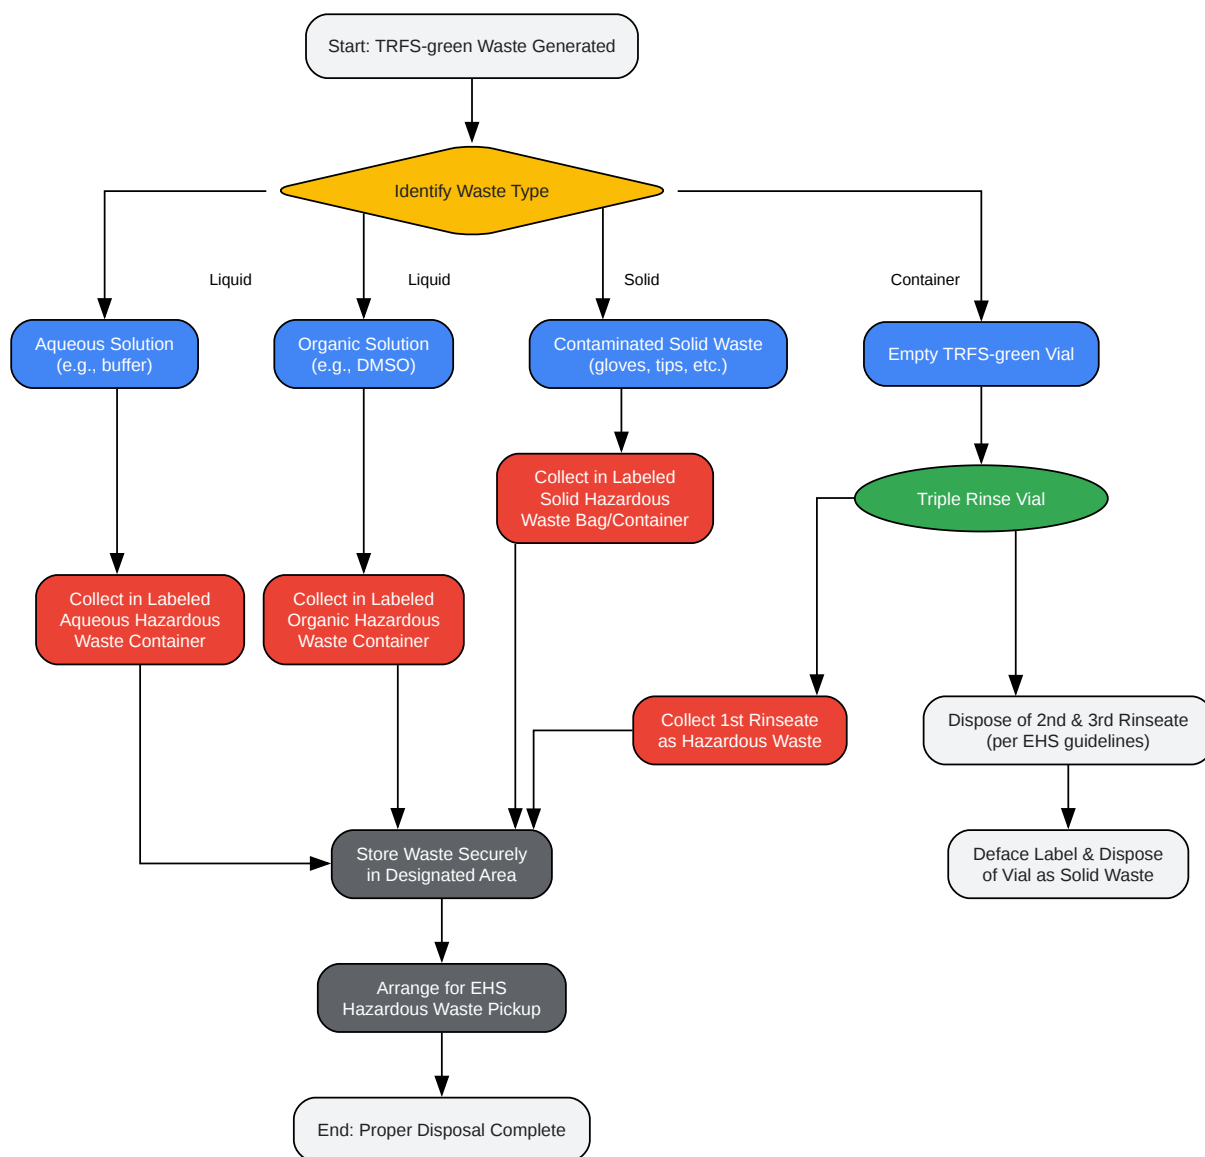 Start: TRFS-green Waste Generated
Identify Waste Type
Liquid
Liquid
Solid
Container
Aqueous Solution
(e.g., buffer)
Organic Solution
(e.g., DMSO)
Contaminated Solid Waste
(gloves, tips, etc.)
Empty TRFS-green Vial
Collect in Labeled
Solid Hazardous
Waste Bag/Container
Triple Rinse Vial
Collect in Labeled
Aqueous Hazardous
Waste Container
Collect in Labeled
Organic Hazardous
Waste Container
Collect 1st Rinseate
as Hazardous Waste
Dispose of 2nd & 3rd Rinseate
(per EHS guidelines)
Store Waste Securely
in Designated Area
Deface Label & Dispose
of Vial as Solid Waste
Arrange for EHS
Hazardous Waste Pickup
End: Proper Disposal Complete